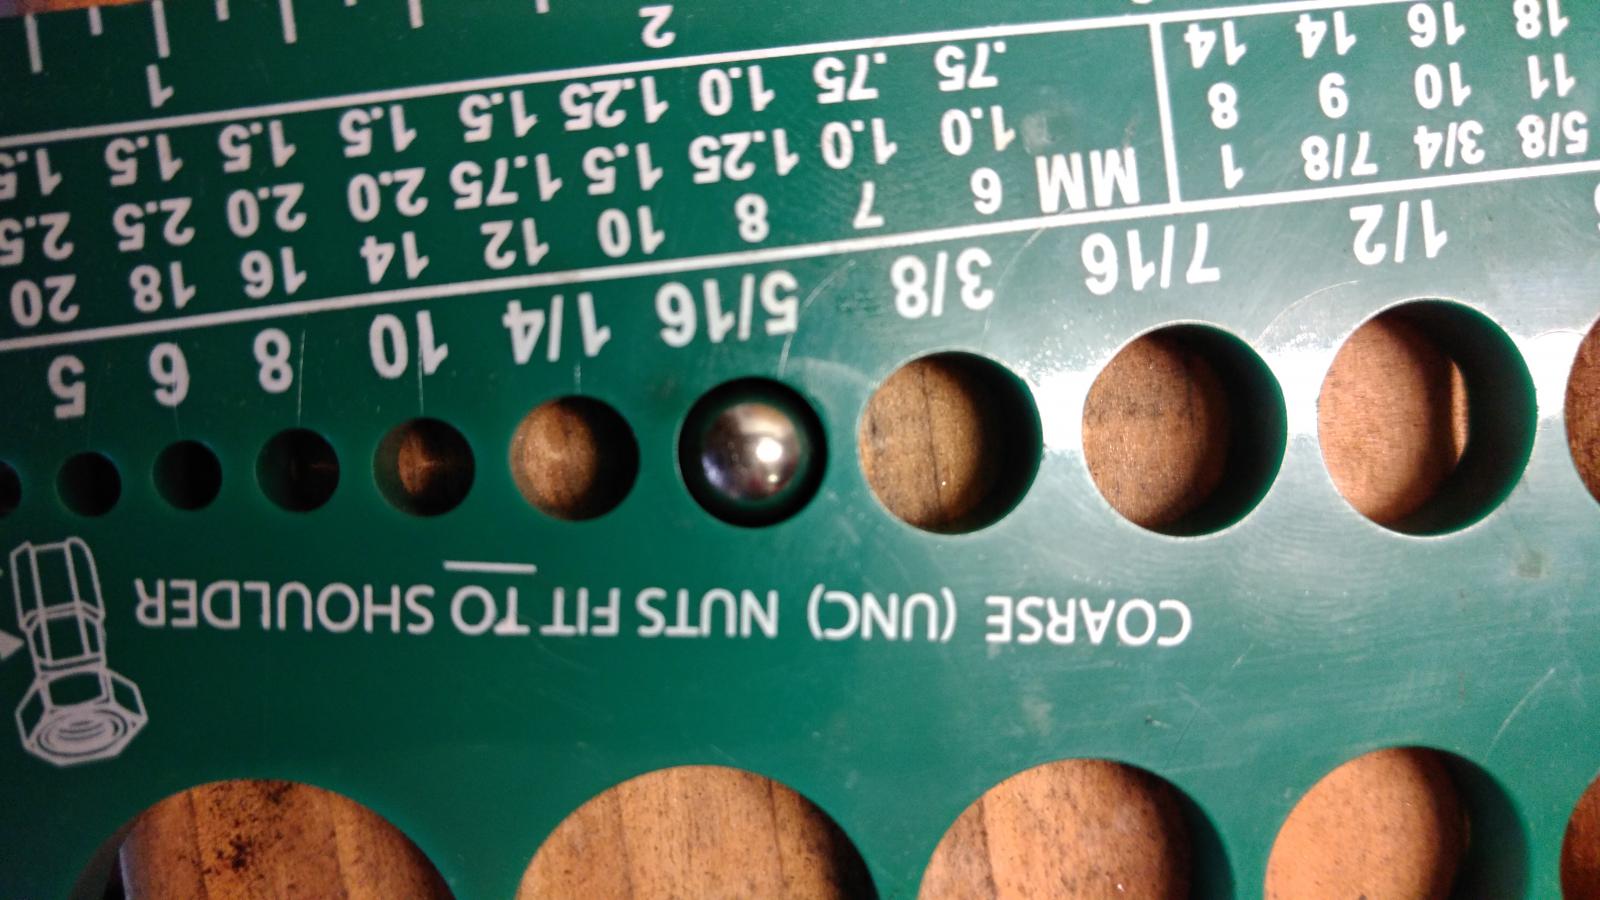 COARSE (UNC) NUTS FIT TO SHOULDER
1/2 7/16 3/8 5/16 1/4 10 8 6 5
5/8 3/4 7/8 1 MM 6 7 8 10 12 14 16 18 20
11 10 9 8 1.0 1.0 1.25 1.5 1.75 2.0 2.0 2.5 2.5
18 16 14 14 .75 .75 1.0 1.25 1.5 1.5 1.5 1.5 1.5
2 1